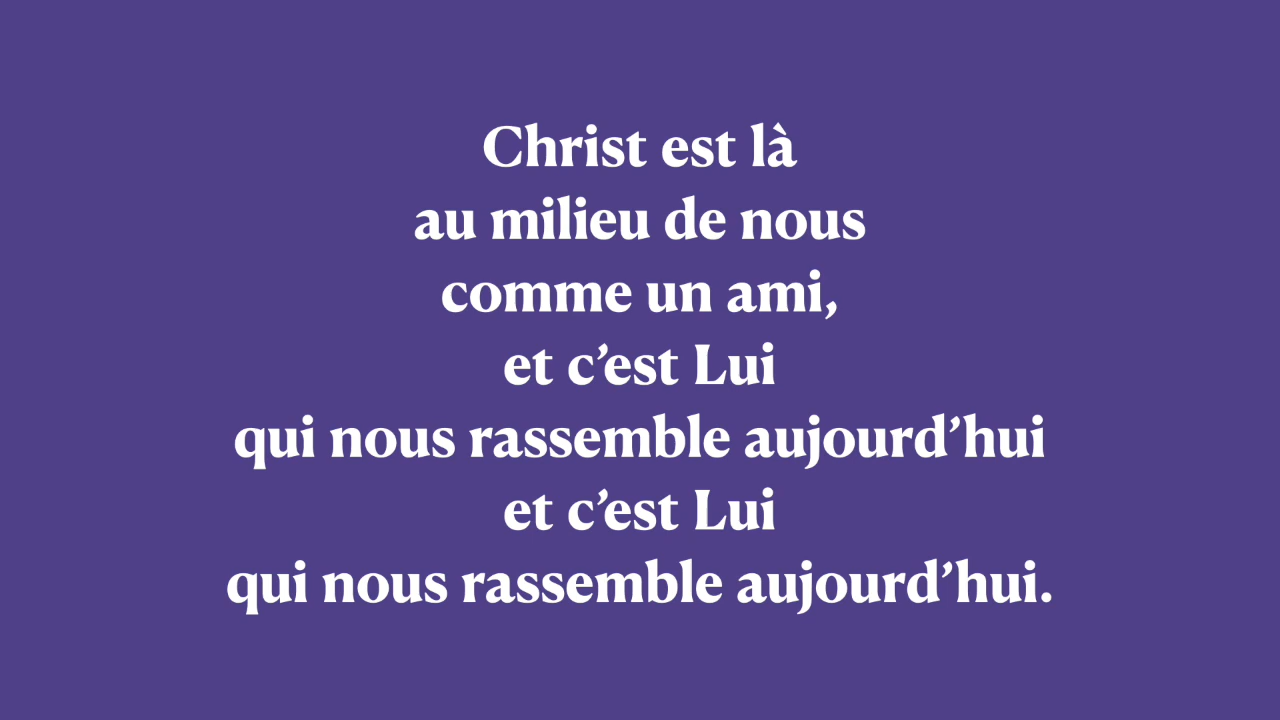 Christ est là
au milieu de nous
comme un ami,
et c’est Lui
qui nous rassemble aujourd’hui
et c’est Lui
qui nous rassemble aujourd’hui.